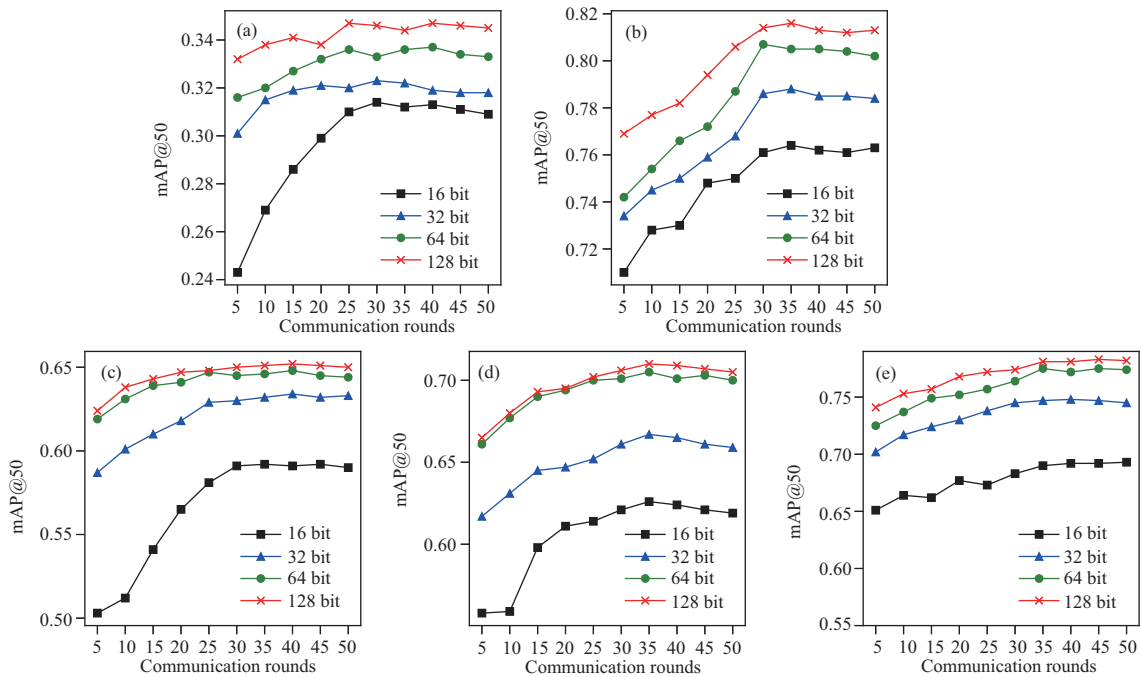 (a)
mAP@50
0.34
0.32
0.30
0.28
0.26
0.24
16 bit
32 bit
64 bit
128 bit
5 10 15 20 25 30 35 40 45 50
Communication rounds
(b)
mAP@50
0.82
0.80
0.78
0.76
0.74
0.72
16 bit
32 bit
64 bit
128 bit
5 10 15 20 25 30 35 40 45 50
Communication rounds
(c)
mAP@50
0.65
0.60
0.55
0.50
16 bit
32 bit
64 bit
128 bit
5 10 15 20 25 30 35 40 45 50
Communication rounds
(d)
mAP@50
0.70
0.65
0.60
16 bit
32 bit
64 bit
128 bit
5 10 15 20 25 30 35 40 45 50
Communication rounds
(e)
mAP@50
0.75
0.70
0.65
0.60
0.55
16 bit
32 bit
64 bit
128 bit
5 10 15 20 25 30 35 40 45 50
Communication rounds